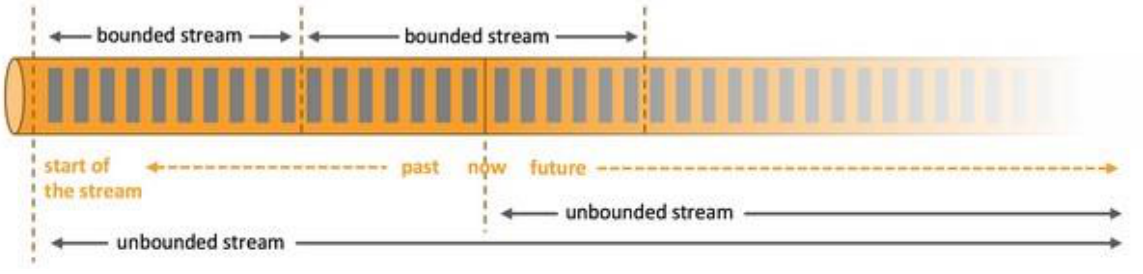 bounded stream
bounded stream
start of
the stream
past now future
unbounded stream
unbounded stream